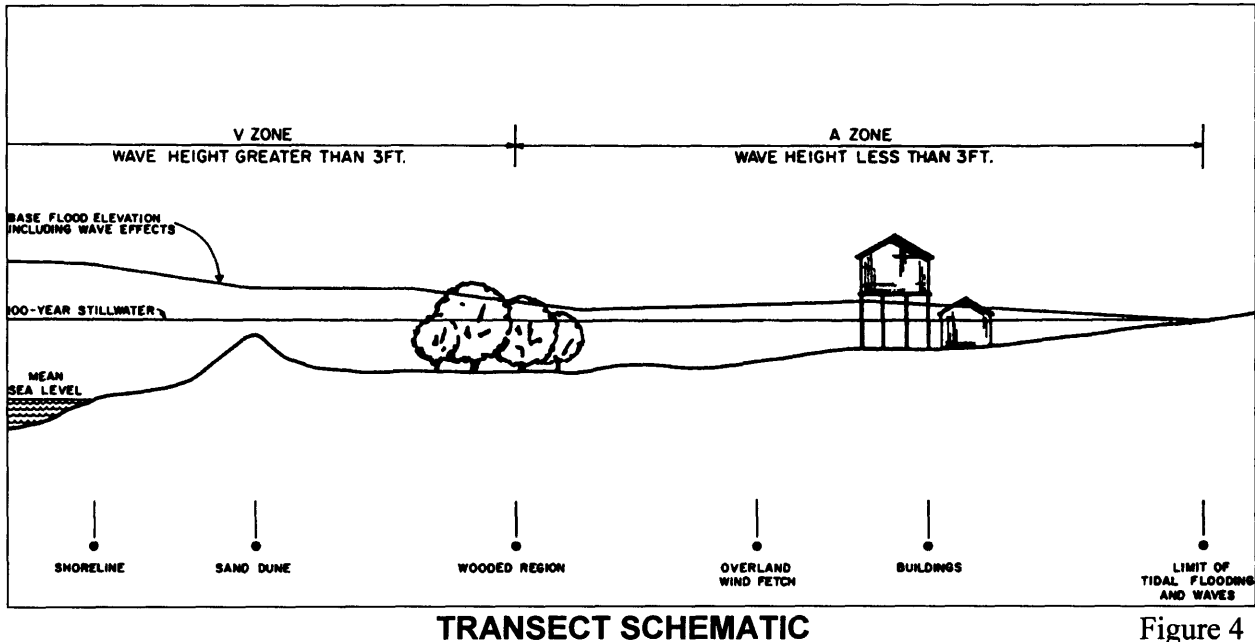 V ZONE
WAVE HEIGHT GREATER THAN 3FT.
A ZONE
WAVE HEIGHT LESS THAN 3FT.
BASE FLOOD ELEVATION
INCLUDING WAVE EFFECTS
100-YEAR STILLWATER
MEAN
SEA LEVEL
SHORELINE
SAND DUNE
WOODED REGION
OVERLAND
WIND FETCH
BUILDINGS
LIMIT OF
TIDAL FLOODING
AND WAVES
TRANSECT SCHEMATIC
Figure 4